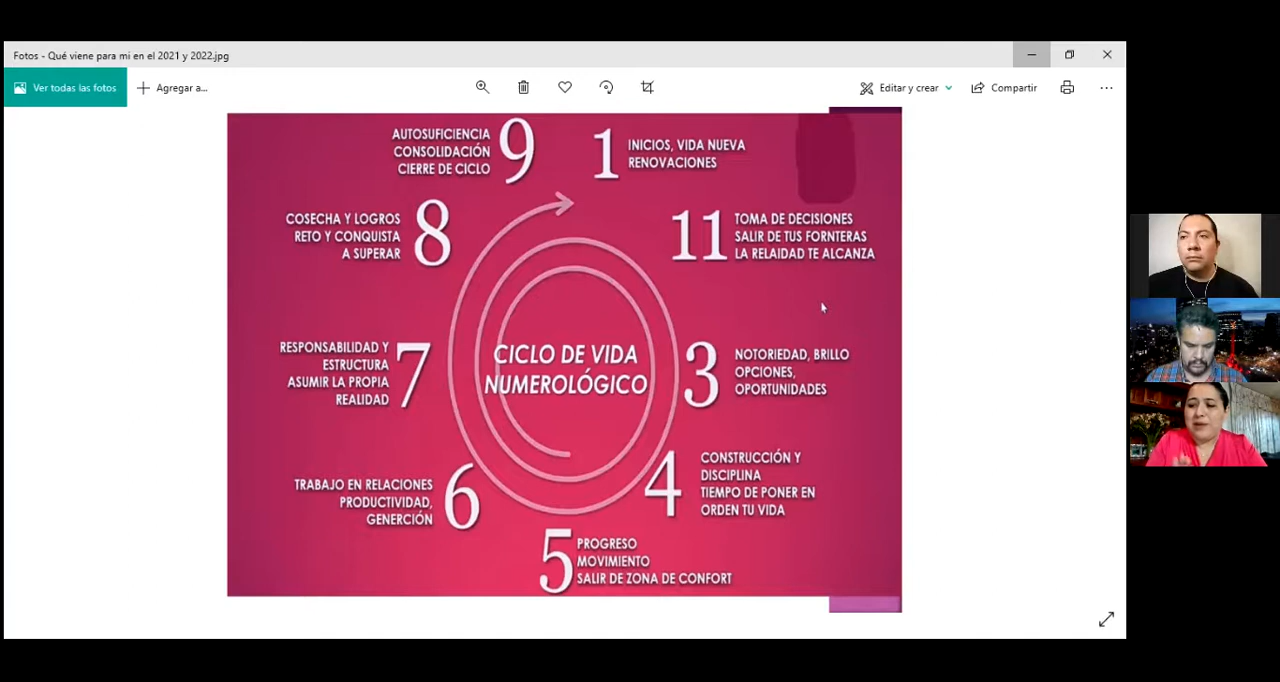 Fotos - Qué viene para mi en el 2021 y 2022.jpg
Ver todas las fotos
Agregar a...
Editar y crear
Compartir
9
AUTOSUFICIENCIA
CONSOLIDACIÓN
CIERRE DE CICLO
1
INICIOS, VIDA NUEVA
RENOVACIONES
8
COSECHA Y LOGROS
RETO Y CONQUISTA
A SUPERAR
11
TOMA DE DECISIONES
SALIR DE TUS FORNTERAS
LA RELAIDAD TE ALCANZA
7
RESPONSABILIDAD Y
ESTRUCTURA
ASUMIR LA PROPIA
REALIDAD
CICLO DE VIDA
NUMEROLÓGICO
3
NOTORIEDAD, BRILLO
OPCIONES,
OPORTUNIDADES
6
TRABAJO EN RELACIONES
PRODUCTIVIDAD,
GENERCIÓN
4
CONSTRUCCIÓN Y
DISCIPLINA
TIEMPO DE PONER EN
ORDEN TU VIDA
5
PROGRESO
MOVIMIENTO
SALIR DE ZONA DE CONFORT